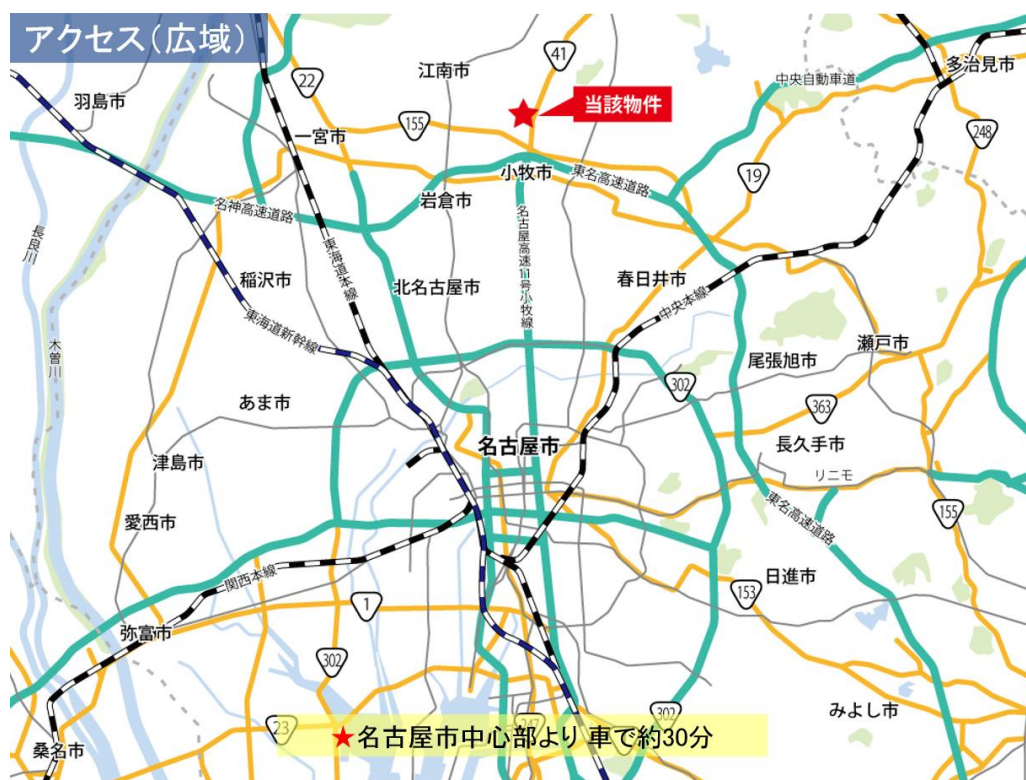 アクセス（広域）
江南市
41
多治見市
22
中央自動車道
羽島市
当該物件
155
一宮市
248
小牧市
東名高速道路
19
岩倉市
名神高速道路
長良川
名古屋高速11号小牧線
東海道本線
稲沢市
北名古屋市
春日井市
中央本線
東海道新幹線
木曽川
瀬戸市
尾張旭市
302
あま市
363
名古屋市
長久手市
津島市
リニモ
東名高速道路
155
愛西市
関西本線
日進市
153
1
弥富市
302
みよし市
302
23
247
★名古屋市中心部より 車で約30分
桑名市